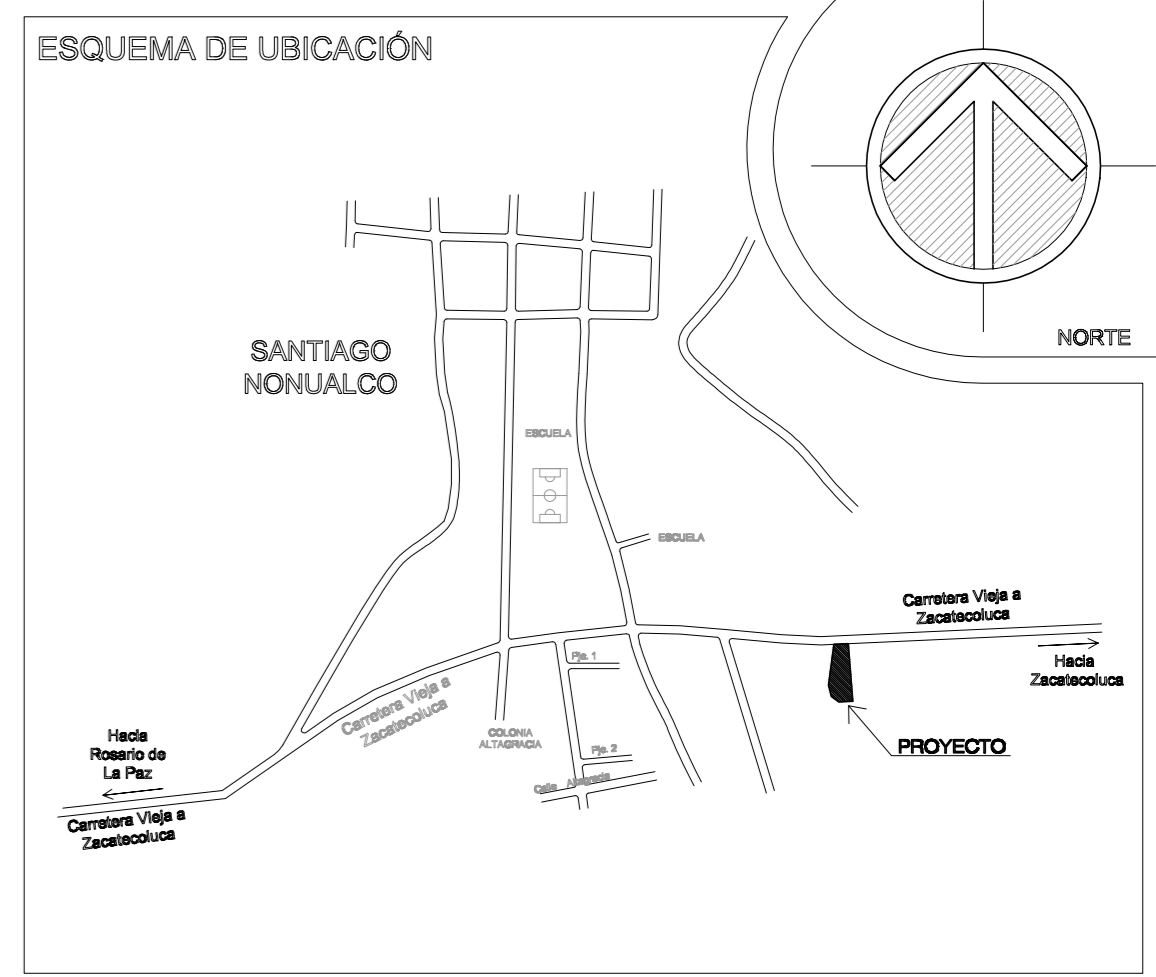 ESQUEMA DE UBICACIÓN
NORTE
SANTIAGO
NONUALCO
ESCUELA
ESCUELA
Carretera Vieja a
Zacatecoluca
Hacia
Zacatecoluca
PROYECTO
Pje. 1
Carretera Vieja a
Zacatecoluca
COLONIA
ALTAGRACIA
Pje. 2
Calle Altagracia
Hacia
Rosario de
La Paz
Carretera Vieja a
Zacatecoluca